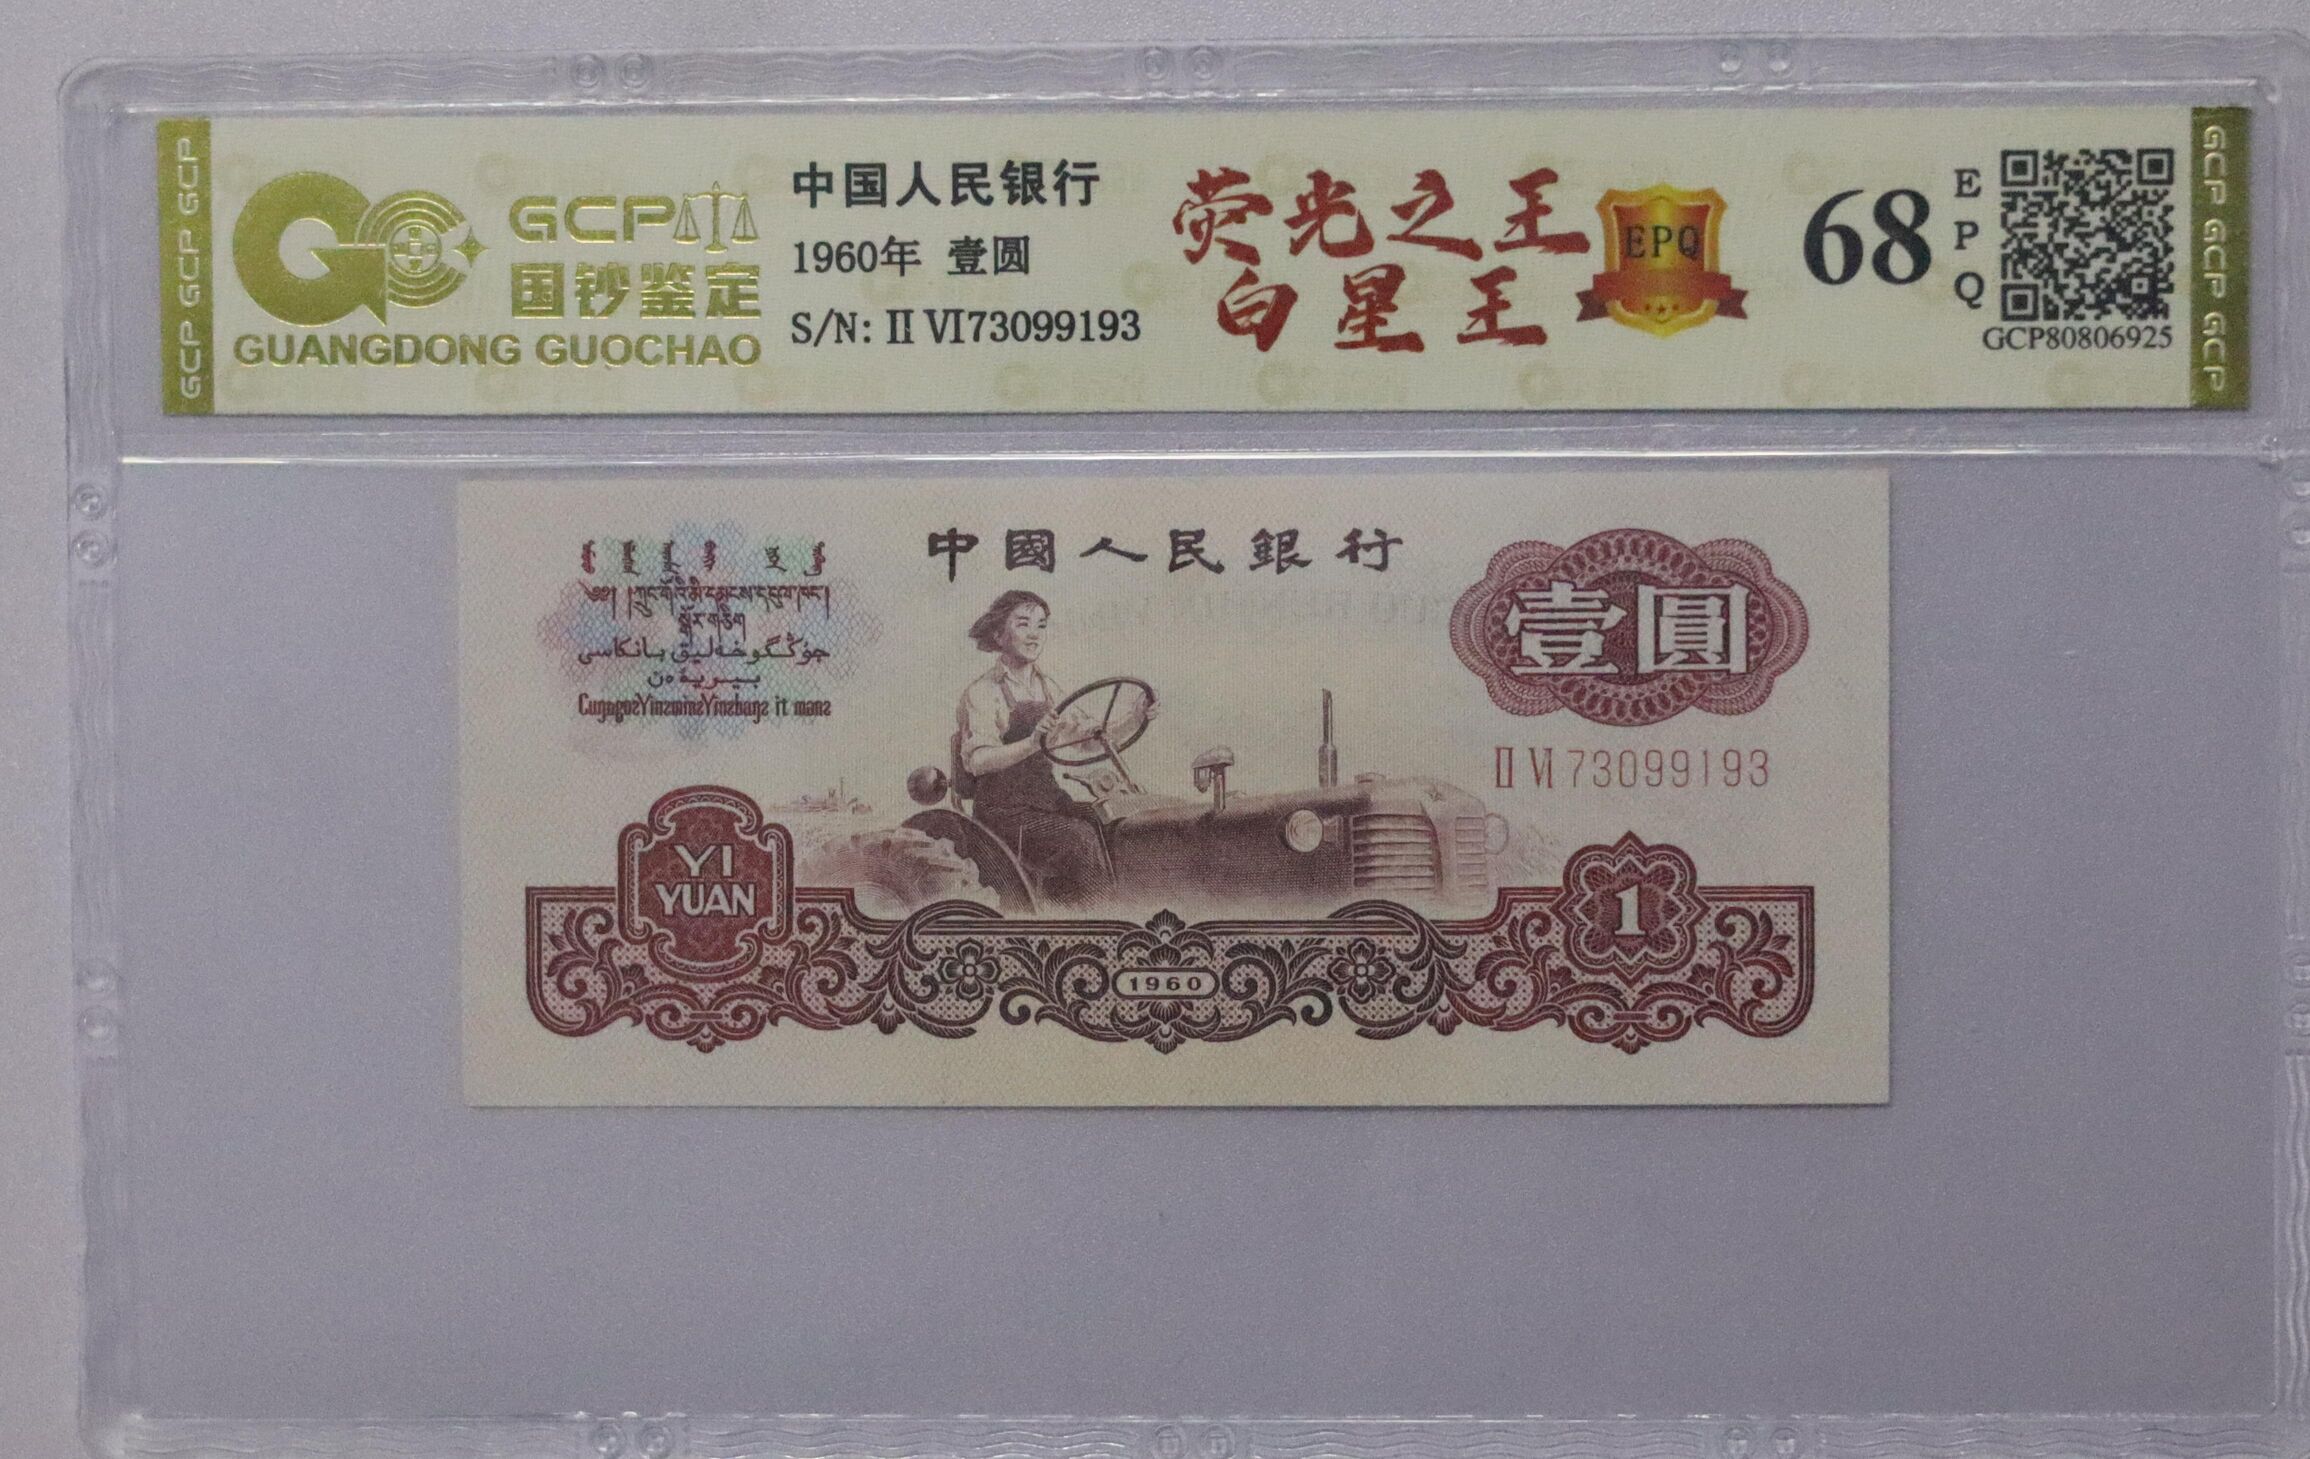 GCP GCP GCP
GCP
国钞鉴定
GUANGDONG GUOCHAO
中国人民银行
1960年 壹圆
S/N: II VI73099193
荧光之王
白星王
EPQ
68
E
P
Q
GCP80806925
GCP GCP GCP
中國人民銀行
壹圓
II VI 73099193
YI
YUAN
1960
1